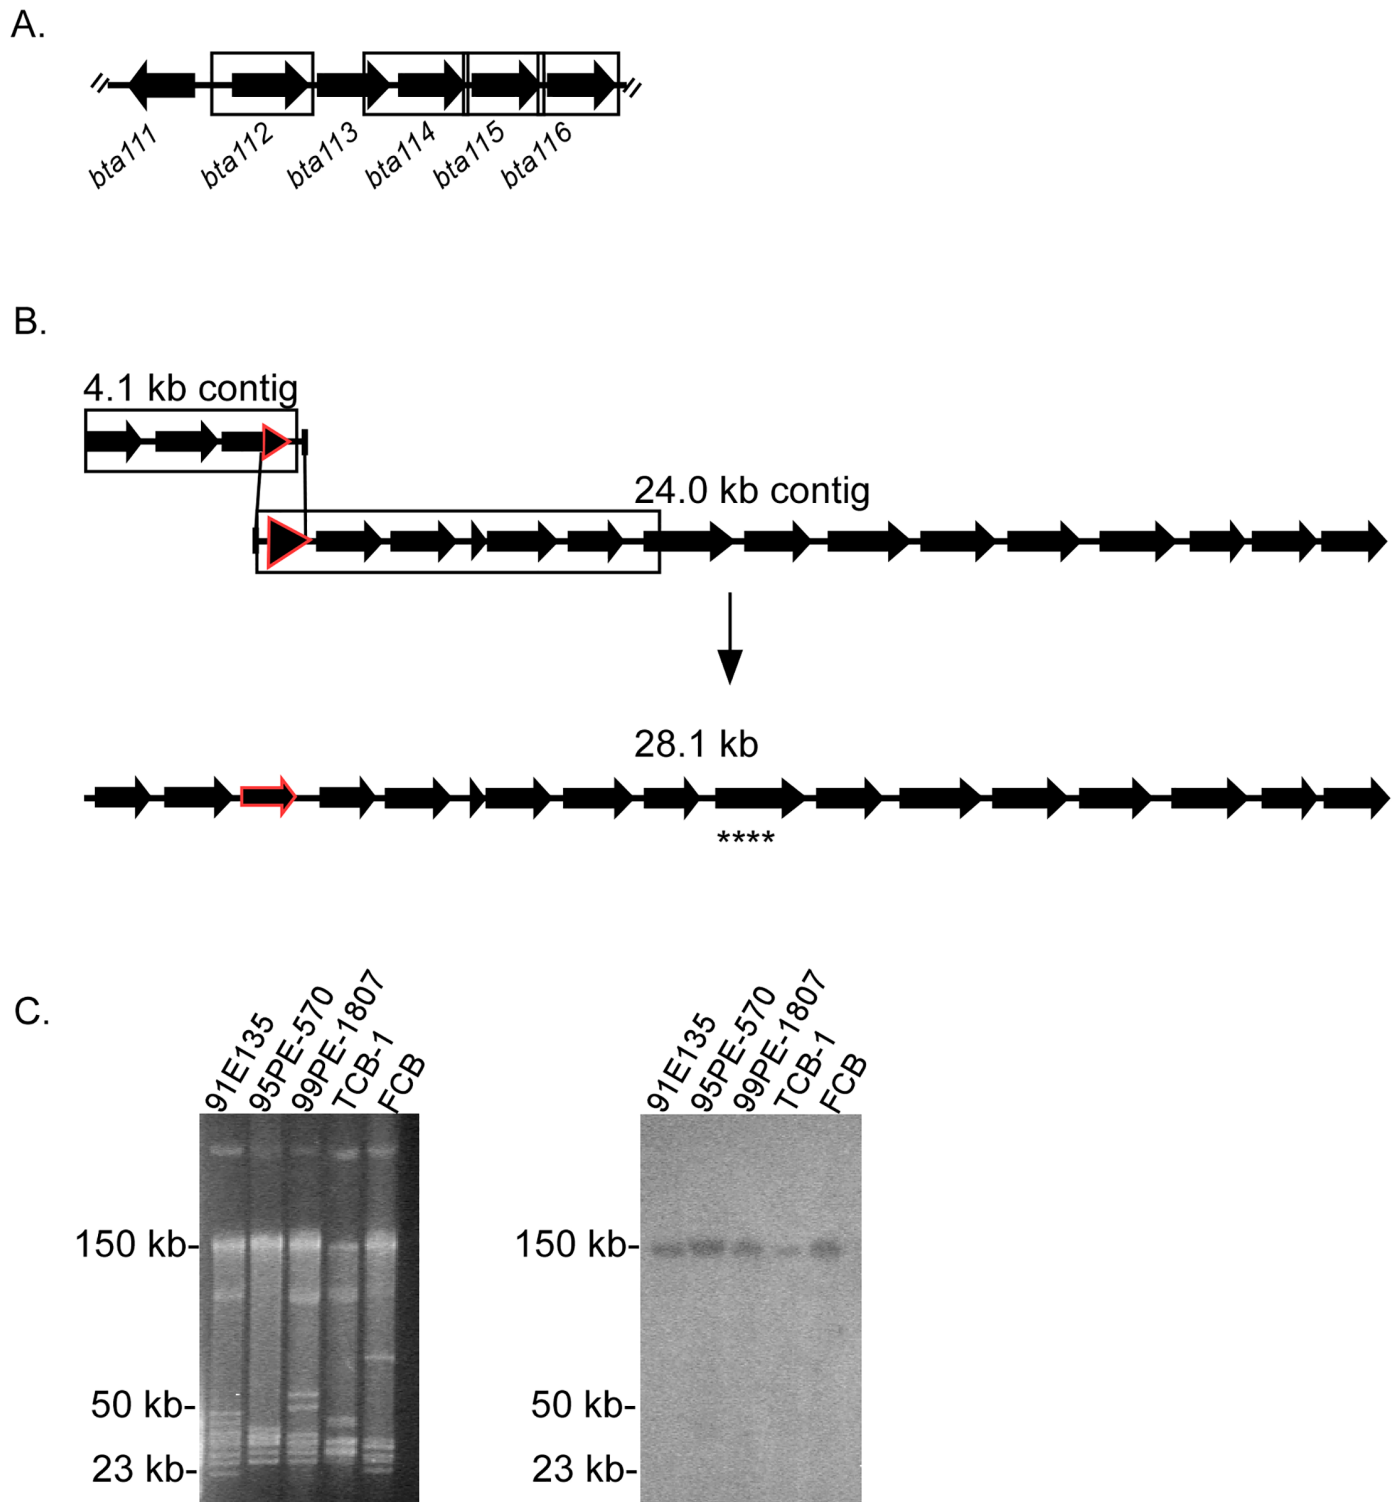 A.
bta111
bta112
bta113
bta114
bta115
bta116
B.
4.1 kb contig
24.0 kb contig
28.1 kb
****
C.
91E135
95PE-570
99PE-1807
TCB-1
FCB
91E135
95PE-570
99PE-1807
TCB-1
FCB
150 kb-
150 kb-
50 kb-
50 kb-
23 kb-
23 kb-